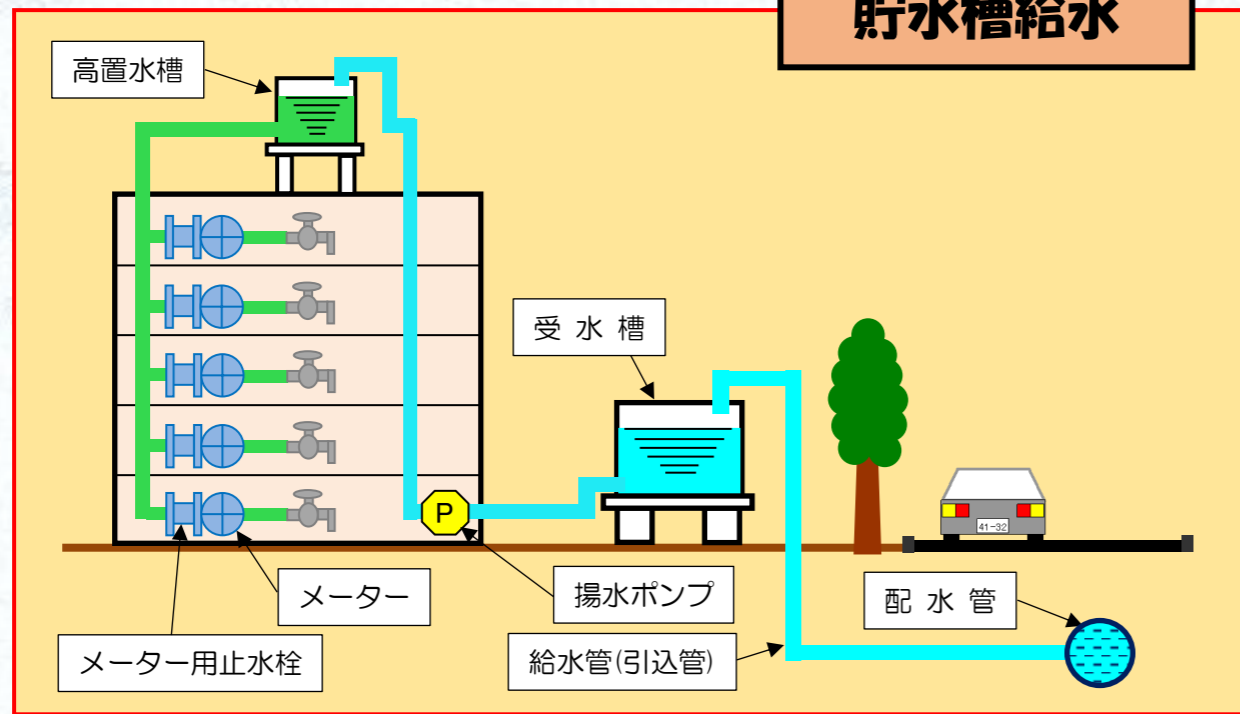 貯水槽給水
高置水槽
受 水 槽
P
41-32
メーター
揚水ポンプ
配 水 管
メーター用止水栓
給水管(引込管)